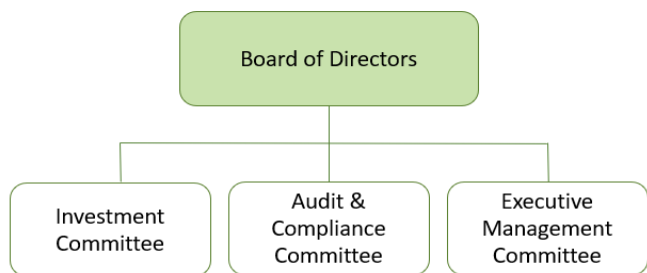 Board of Directors
Investment
Committee
Audit &
Compliance
Committee
Executive
Management
Committee